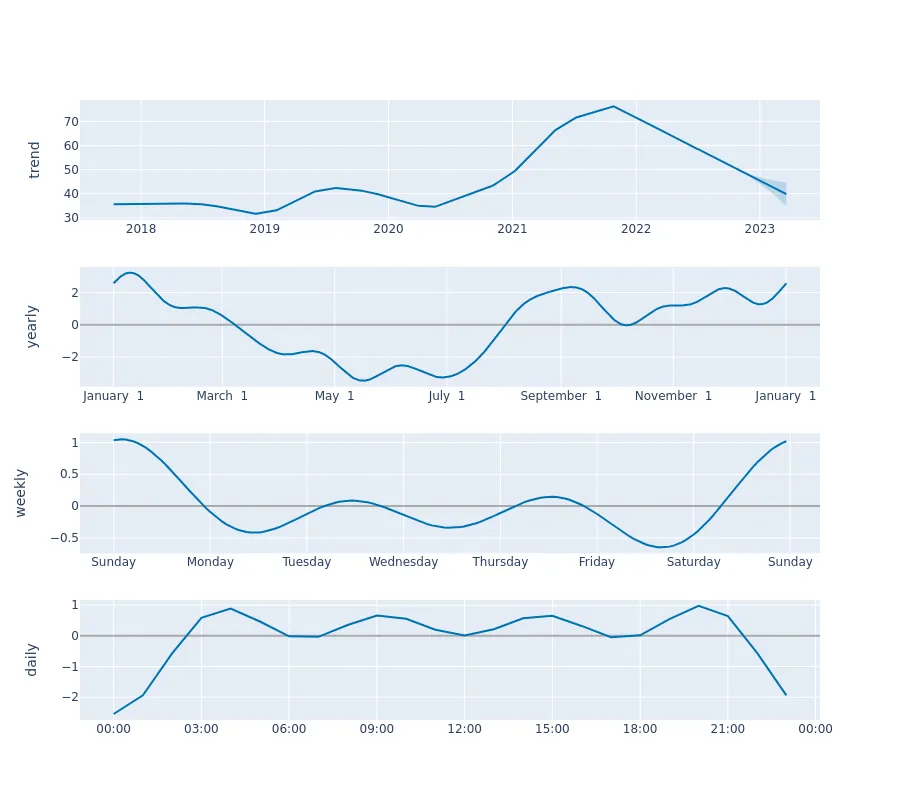 trend
70
60
50
40
30
2018 2019 2020 2021 2022 2023
yearly
2
0
−2
January 1 March 1 May 1 July 1 September 1 November 1 January 1
weekly
1
0.5
0
−0.5
Sunday Monday Tuesday Wednesday Thursday Friday Saturday Sunday
daily
1
0
−1
−2
00:00 03:00 06:00 09:00 12:00 15:00 18:00 21:00 00:00